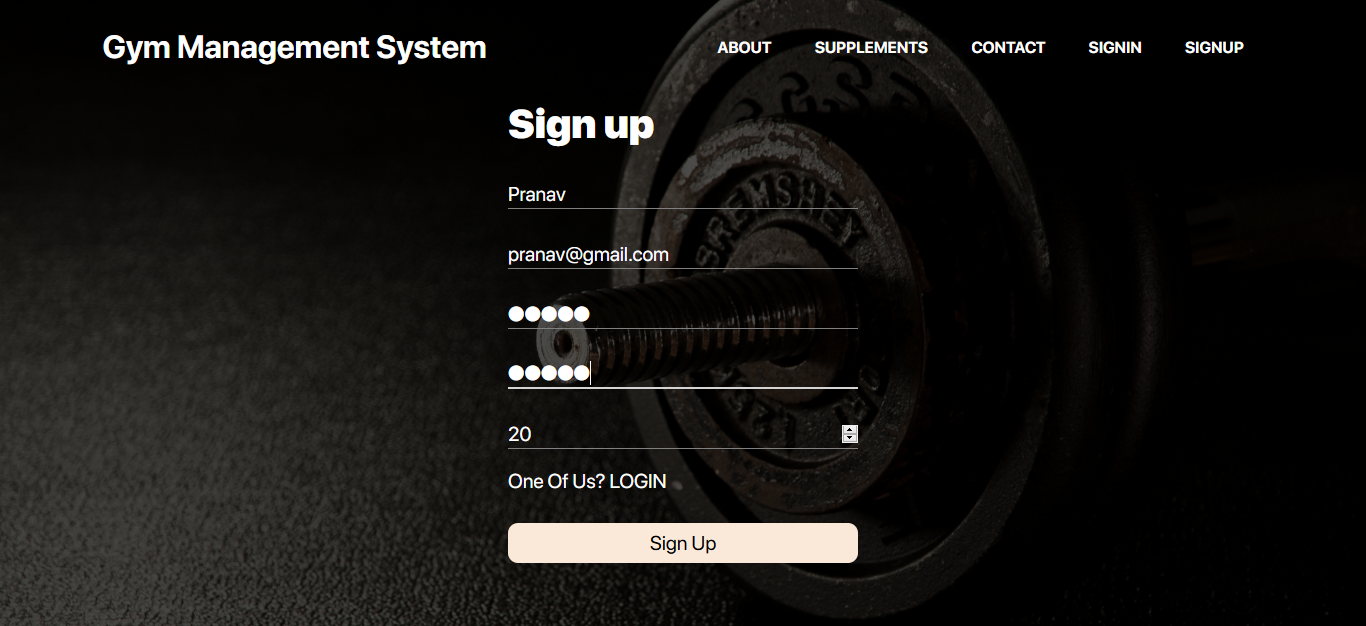 Gym Management System
ABOUT SUPPLEMENTS CONTACT SIGNIN SIGNUP
Sign up
Pranav
pranav@gmail.com
●●●●●
●●●●●
20
One Of Us? LOGIN
Sign Up
BREMSHEY